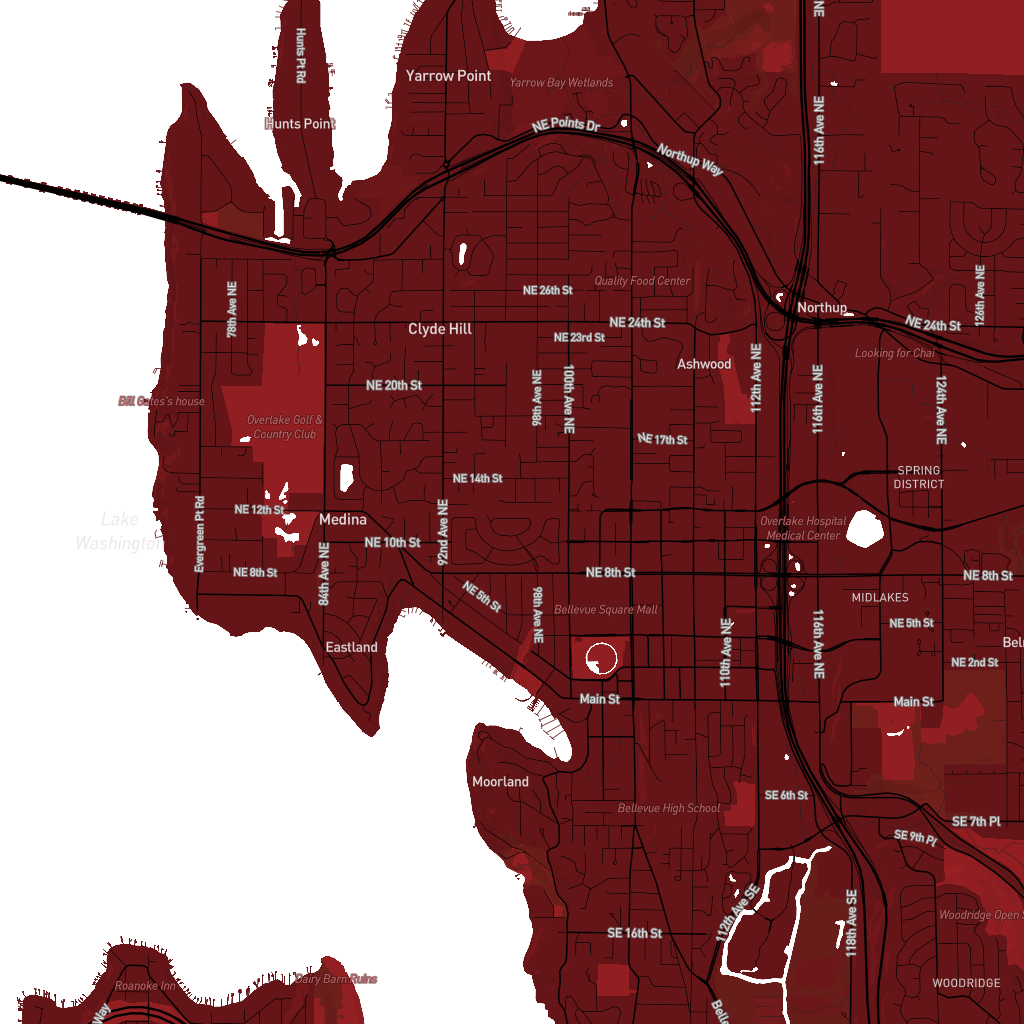 116th Ave NE
Hunts Pt Rd
Yarrow Point
Yarrow Bay Wetlands
Hunts Point
NE Points Dr
Northup Way
Quality Food Center
78th Ave NE
NE 26th St
126th Ave NE
Northup
Clyde Hill
NE 24th St
NE 24th St
NE 23rd St
Looking for Chai
Ashwood
112th Ave NE
NE 20th St
98th Ave NE
100th Ave NE
116th Ave NE
124th Ave NE
Bill Gates's house
Overlake Golf &
Country Club
NE 17th St
NE 14th St
SPRING
DISTRICT
Evergreen Pt Rd
NE 12th St
Medina
Lake
Washington
92nd Ave NE
Overlake Hospital
Medical Center
NE 10th St
84th Ave NE
NE 8th St
NE 8th St
NE 8th St
NE 5th St
98th Ave NE
Bellevue Square Mall
MIDLAKES
NE 5th St
Eastland
110th Ave NE
116th Ave NE
NE 2nd St
Main St
Main St
Moorland
SE 6th St
Bellevue High School
SE 7th Pl
SE 9th Pl
112th Ave SE
118th Ave SE
Woodridge Open
SE 16th St
Roanoke Inn
Dairy Barn Ruins
WOODRIDGE
Way